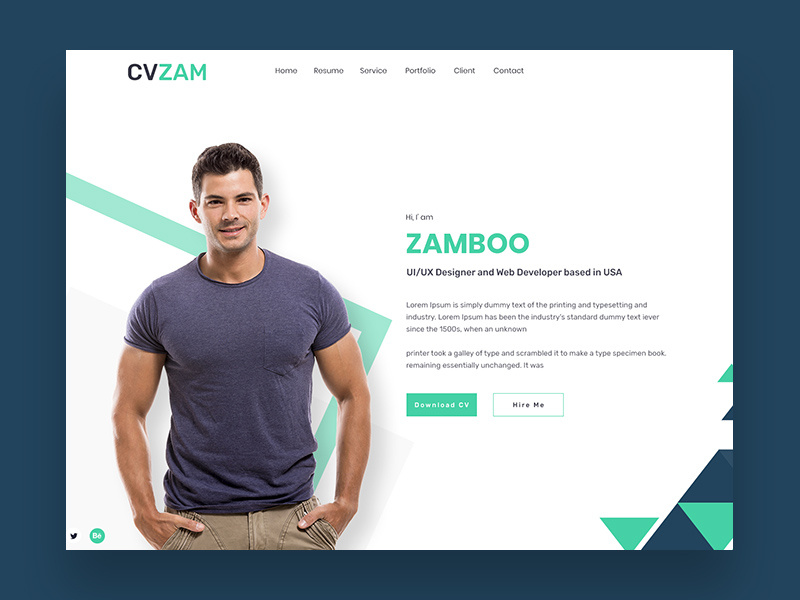 CVZAM
Home Resume Service Portfolio Client Contact
Hi, I' am
ZAMBOO
UI/UX Designer and Web Developer based in USA
Lorem Ipsum is simply dummy text of the printing and typesetting and
industry. Lorem Ipsum has been the industry's standard dummy text iever
since the 1500s, when an unknown
printer took a galley of type and scrambled it to make a type specimen book.
remaining essentially unchanged. It was
Download CV Hire Me
Bē